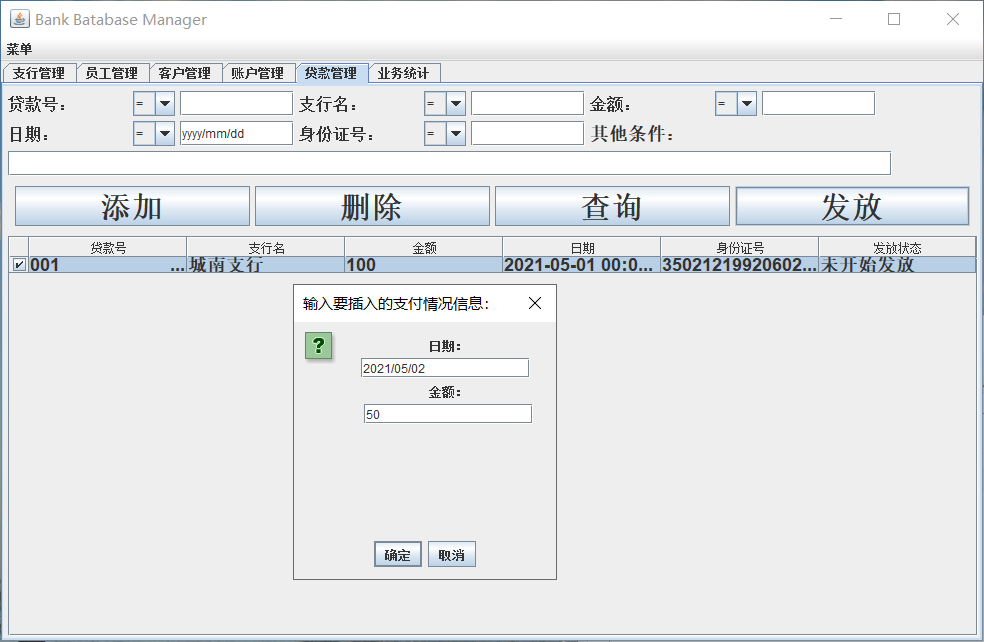 Bank Batabase Manager
菜单
支行管理 员工管理 客户管理 账户管理 贷款管理 业务统计
贷款号： = 支行名： = 金额： =
日期： = yyyy/mm/dd 身份证号： = 其他条件：
添加 删除 查询 发放
贷款号 支行名 金额 日期 身份证号 发放状态
001 ... 城南支行 100 2021-05-01 00:0... 35021219920602... 未开始发放
输入要插入的支付情况信息：
?
日期：
2021/05/02
金额：
50
确定 取消